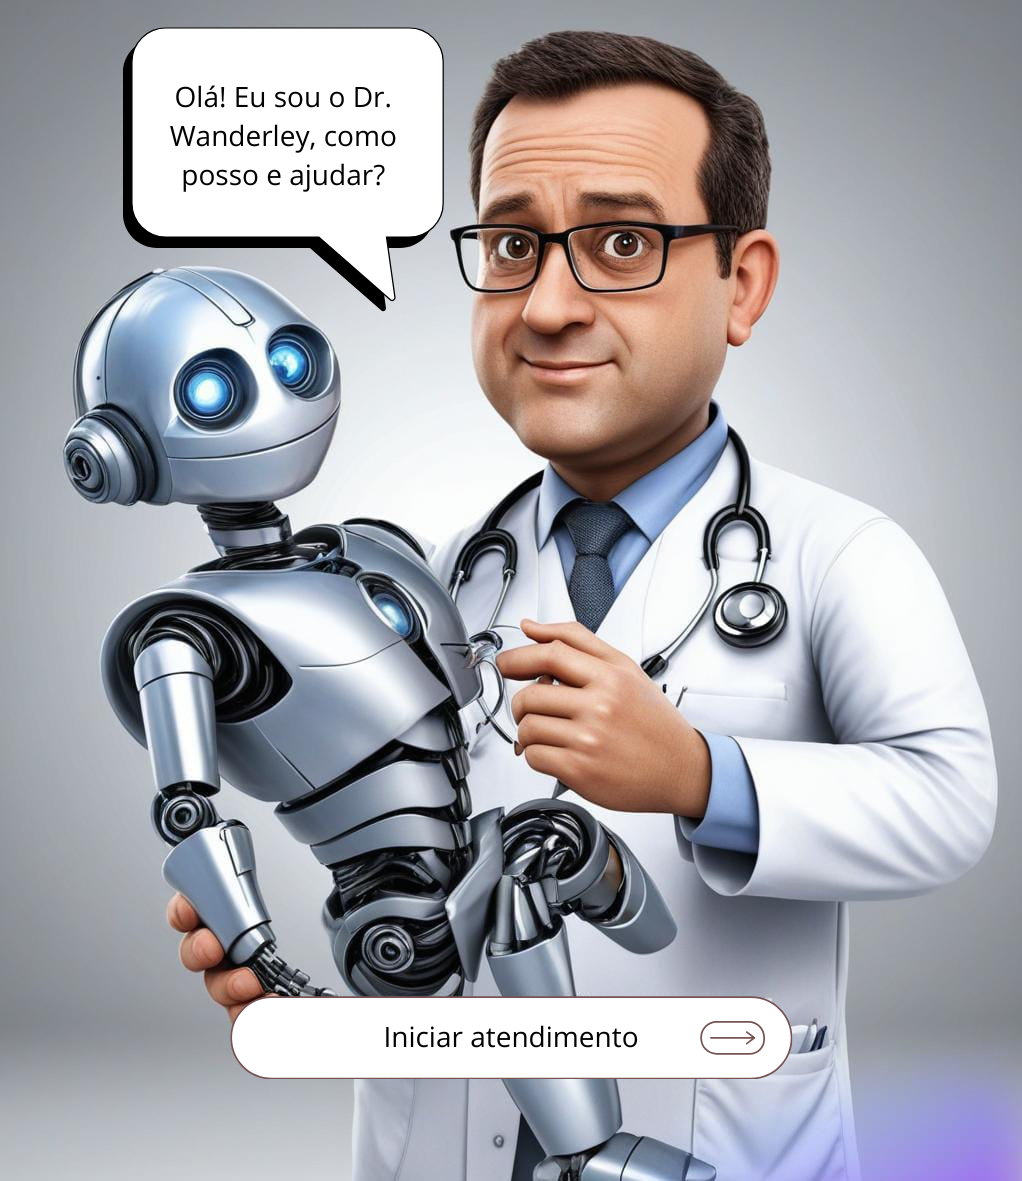 Olá! Eu sou o Dr.
Wanderley, como
posso e ajudar?
Iniciar atendimento